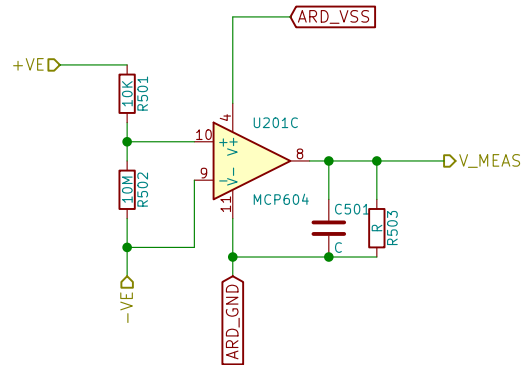 ARD_VSS
+VE
10K
R501
4
U201C
10
+
V+
8
V_MEAS
9
-
V-
10M
R502
11
MCP604
C501
C
R
R503
-VE
ARD_GND